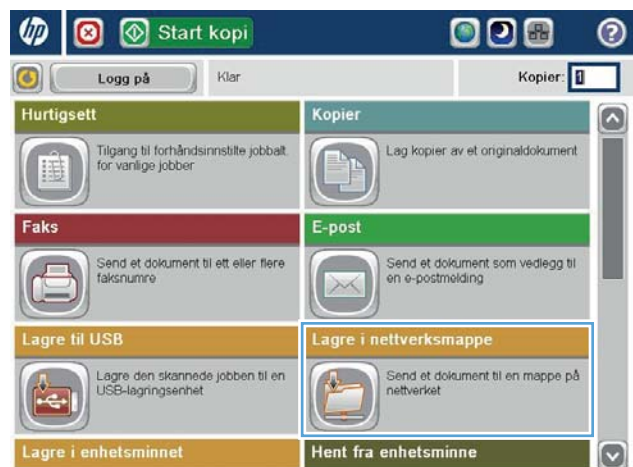 hp
Start kopi
?
Logg på
Klar
Kopier: 1
Hurtigsett
Tilgang til forhåndsinnstilte jobbalt.
for vanlige jobber
Kopier
Lag kopier av et originaldokument
Faks
Send et dokument til ett eller flere
faksnumre
E-post
Send et dokument som vedlegg til
en e-postmelding
Lagre til USB
Lagre den skannede jobben til en
USB-lagringsenhet
Lagre i nettverksmappe
Send et dokument til en mappe på
nettverket
Lagre i enhetsminnet
Hent fra enhetsminne